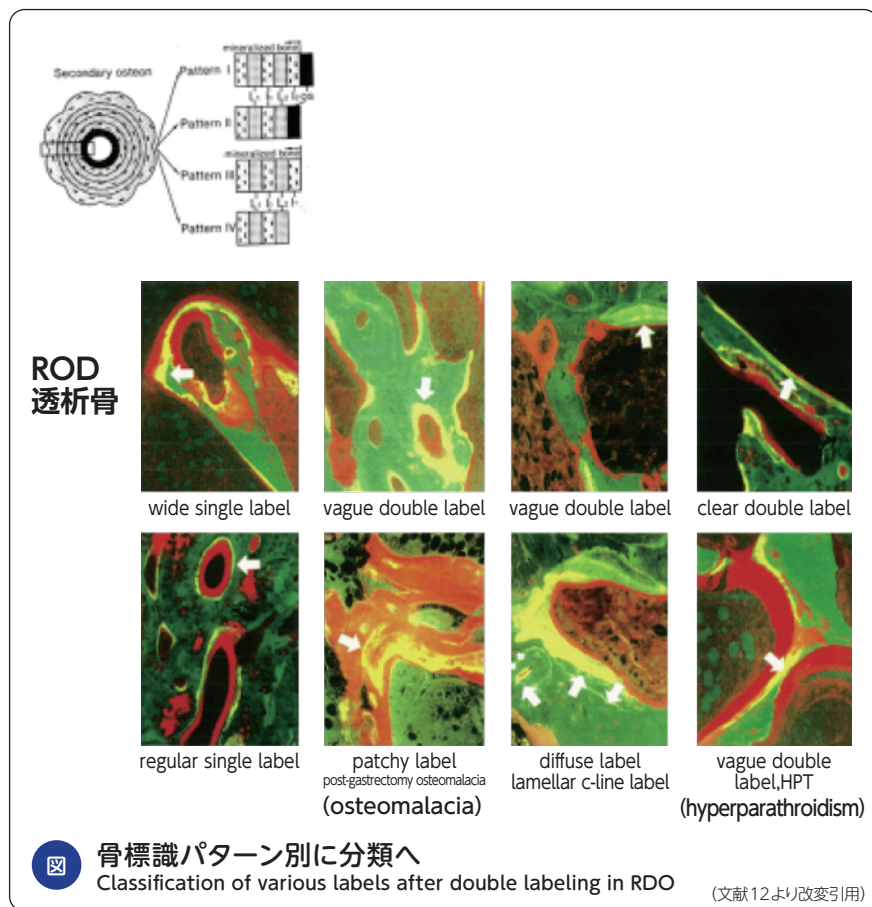 mineralized bone
Secondary osteon
Pattern I
Pattern II
mineralized bone
Pattern III
Pattern IV
ROD
透析骨
wide single label
vague double label
vague double label
clear double label
regular single label
patchy label
post-gastrectomy osteomalacia
(osteomalacia)
diffuse label
lamellar c-line label
vague double
label,HPT
(hyperparathroidism)
図
骨標識パターン別に分類へ
Classification of various labels after double labeling in RDO
(文献12より改変引用)